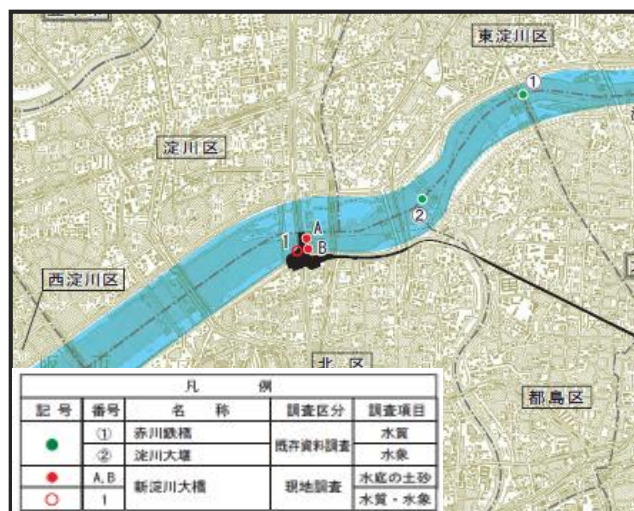 東淀川区
①
淀川区
②
A
1
B
西淀川区
北 区
都島区
凡 例
記 号 番号 名 称 調査区分 調査項目
① 赤川鉄橋 既存資料調査 水質
② 淀川大堰 水象
A,B 新淀川大橋 現地調査 水底の土砂
1 水質・水象